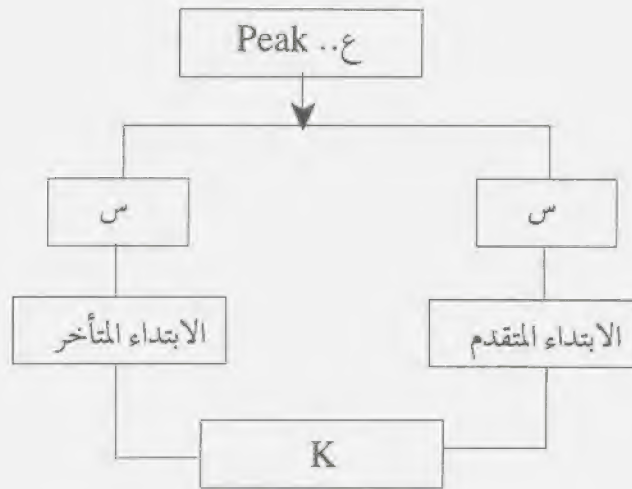 ع.. Peak
س
س
الابتداء المتقدم
الابتداء المتأخر
K